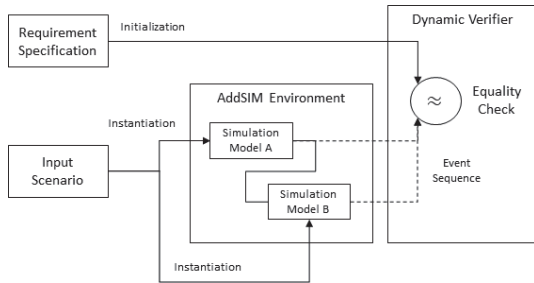 Requirement
Specification
Initialization
Dynamic Verifier
≈
Equality
Check
AddSIM Environment
Instantiation
Simulation
Model A
Input
Scenario
Event
Sequence
Simulation
Model B
Instantiation